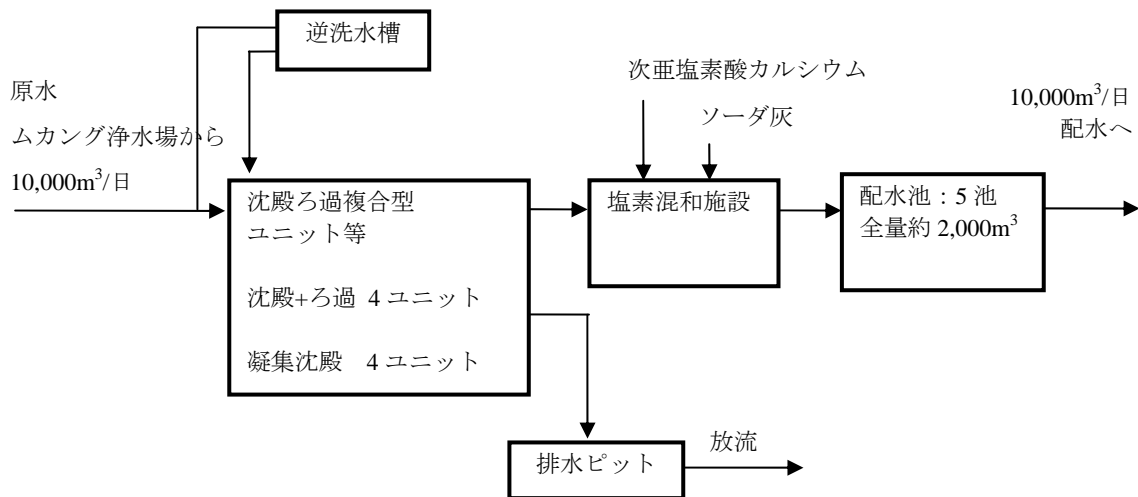 逆洗水槽
原水
ムカング浄水場から
10,000m³/日
次亜塩素酸カルシウム
ソーダ灰
10,000m³/日
配水へ
沈殿ろ過複合型
ユニット等
沈殿+ろ過 4 ユニット
凝集沈殿 4 ユニット
塩素混和施設
配水池:5 池
全量約 2,000m³
排水ピット
放流